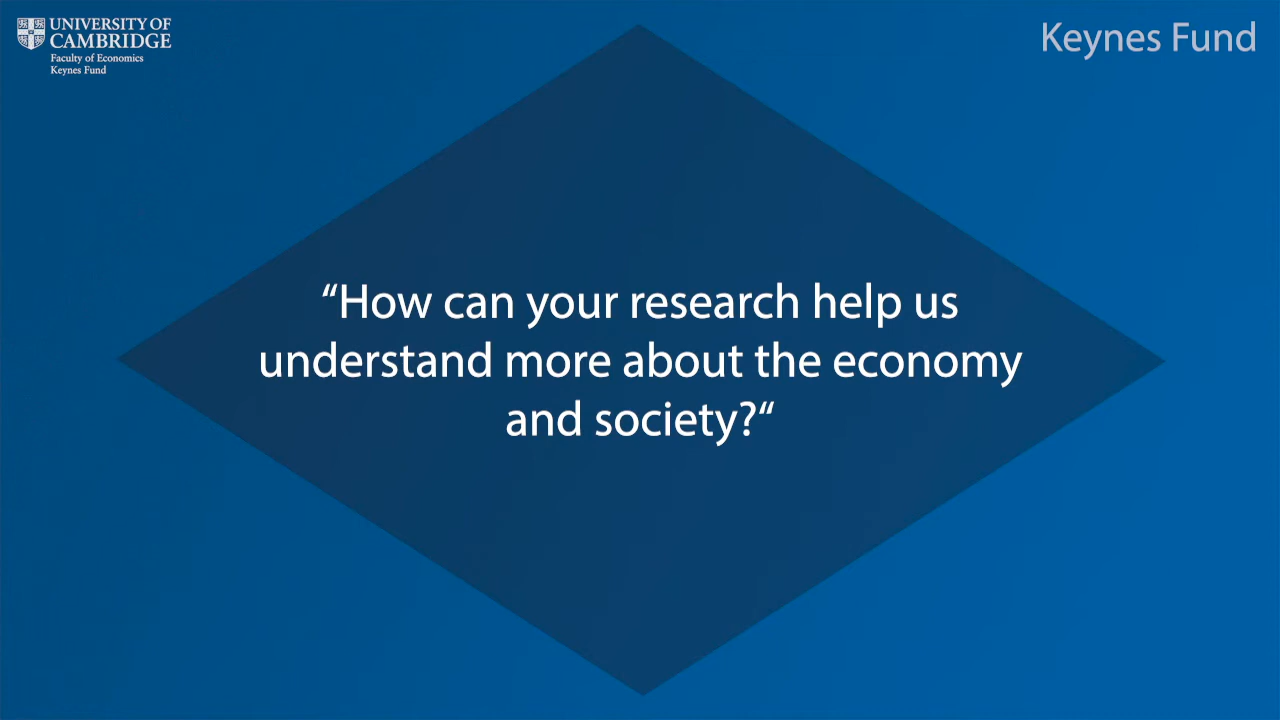 UNIVERSITY OF
CAMBRIDGE
Faculty of Economics
Keynes Fund
Keynes Fund
“How can your research help us
understand more about the economy
and society?“